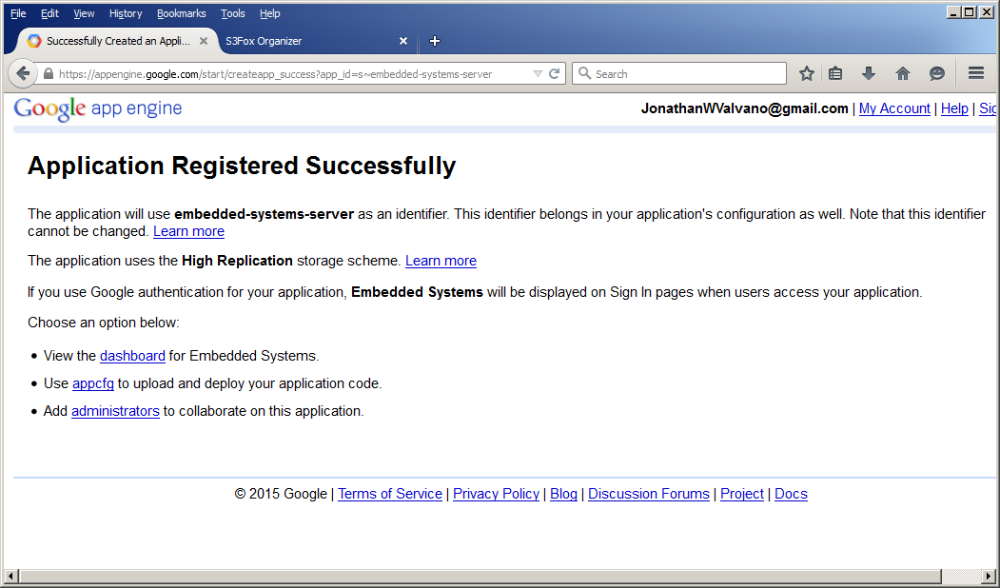 File Edit View History Bookmarks Tools Help
Successfully Created an Appli... S3Fox Organizer
https://appengine.google.com/start/createapp_success?app_id=s~embedded-systems-server Search
Google app engine JonathanWValvano@gmail.com | My Account | Help | Sig
Application Registered Successfully
The application will use embedded-systems-server as an identifier. This identifier belongs in your application's configuration as well. Note that this identifier
cannot be changed. Learn more
The application uses the High Replication storage scheme. Learn more
If you use Google authentication for your application, Embedded Systems will be displayed on Sign In pages when users access your application.
Choose an option below:
• View the dashboard for Embedded Systems.
• Use appcfg to upload and deploy your application code.
• Add administrators to collaborate on this application.
© 2015 Google | Terms of Service | Privacy Policy | Blog | Discussion Forums | Project | Docs